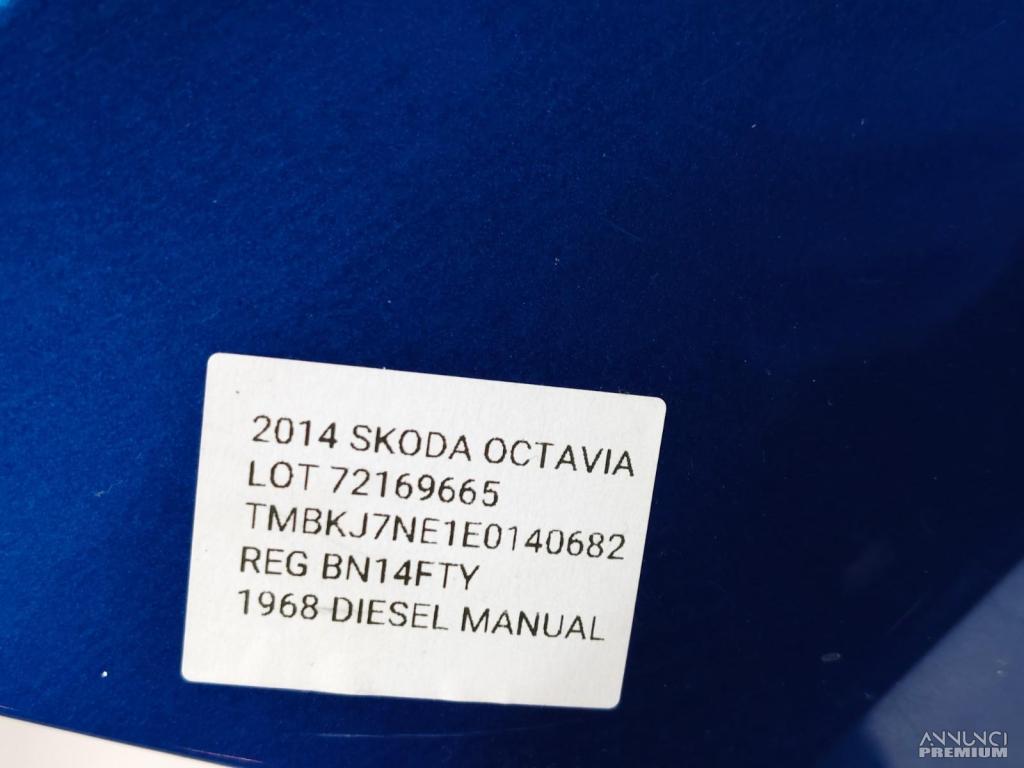 2014 SKODA OCTAVIA
LOT 72169665
TMBKJ7NE1E0140682
REG BN14FTY
1968 DIESEL MANUAL
ANNUNCI
PREMIUM